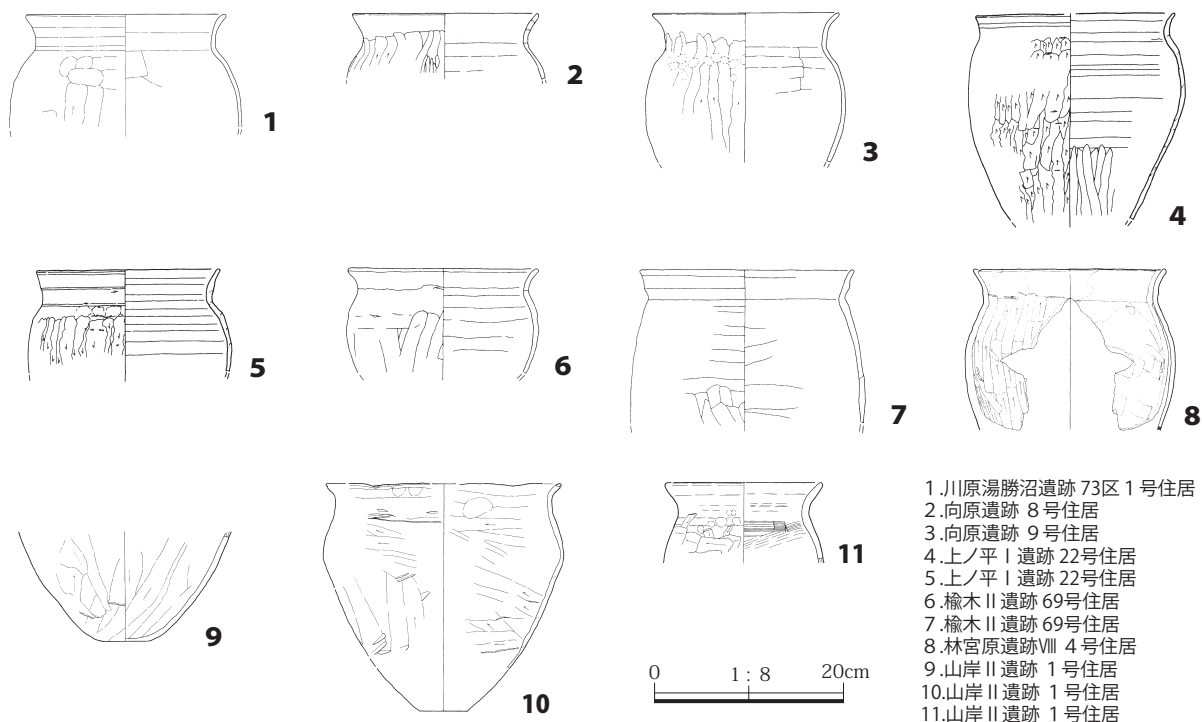 1
2
3
4
5
6
7
8
9
10
11
0 1：8 20cm
1.川原湯勝沼遺跡 73区 1号住居
2.向原遺跡 8号住居
3.向原遺跡 9号住居
4.上ノ平Ⅰ遺跡 22号住居
5.上ノ平Ⅰ遺跡 22号住居
6.楡木Ⅱ遺跡 69号住居
7.楡木Ⅱ遺跡 69号住居
8.林宮原遺跡Ⅷ 4号住居
9.山岸Ⅱ遺跡 1号住居
10.山岸Ⅱ遺跡 1号住居
11.山岸Ⅱ遺跡 1号住居